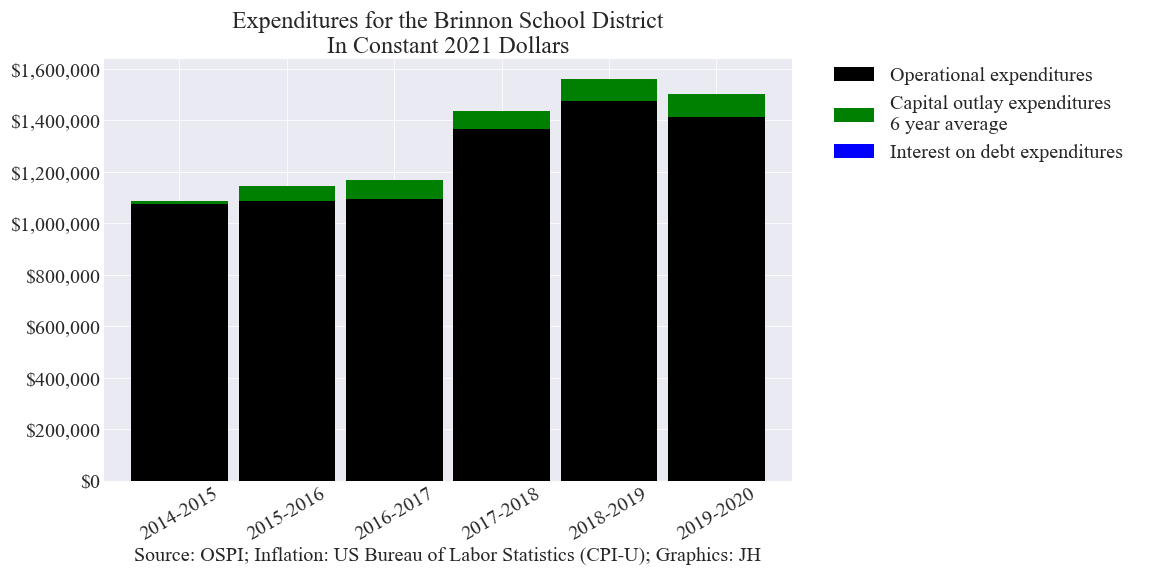 Expenditures for the Brinnon School District
In Constant 2021 Dollars
$1,600,000
$1,400,000
$1,200,000
$1,000,000
$800,000
$600,000
$400,000
$200,000
$0
2014-2015
2015-2016
2016-2017
2017-2018
2018-2019
2019-2020
Source: OSPI; Inflation: US Bureau of Labor Statistics (CPI-U); Graphics: JH
Operational expenditures
Capital outlay expenditures
6 year average
Interest on debt expenditures